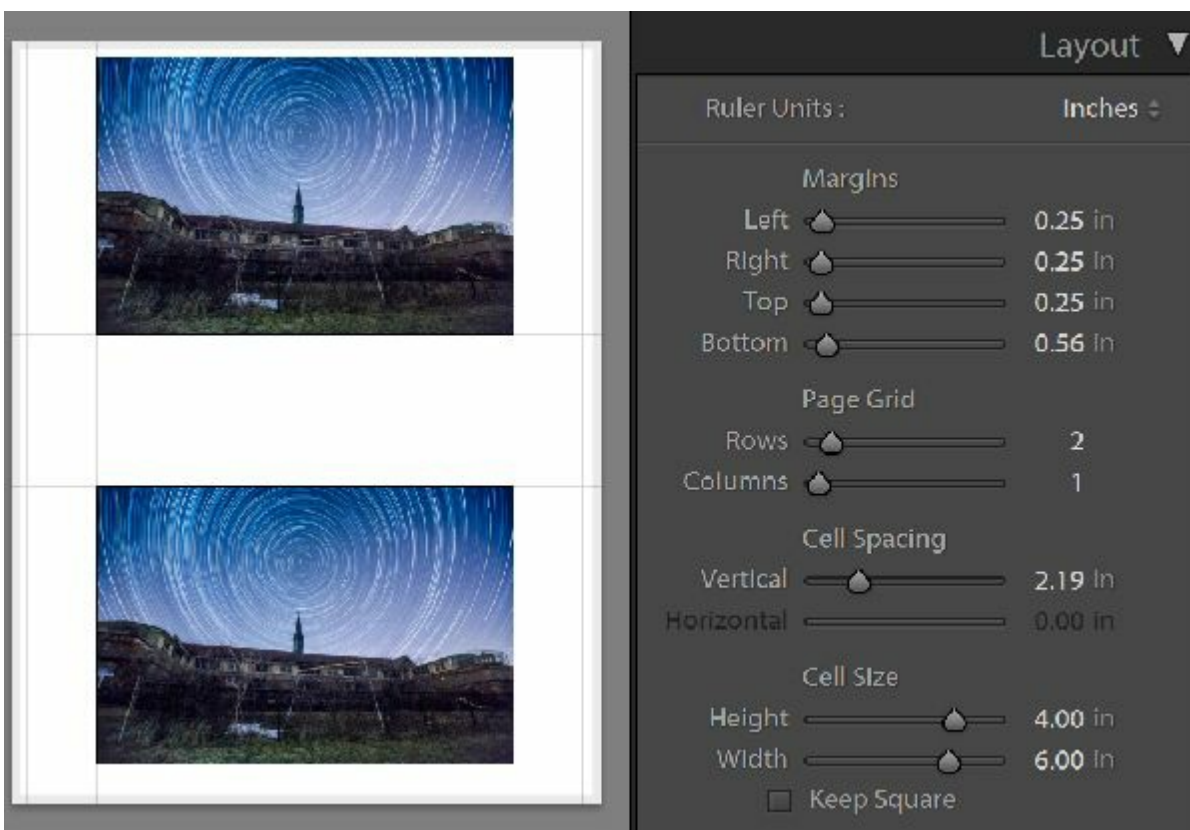 Layout
Ruler Units : Inches
Margins
Left 0.25 in
Right 0.25 in
Top 0.25 in
Bottom 0.56 in
Page Grid
Rows 2
Columns 1
Cell Spacing
Vertical 2.19 in
Horizontal 0.00 in
Cell Size
Height 4.00 in
Width 6.00 in
Keep Square